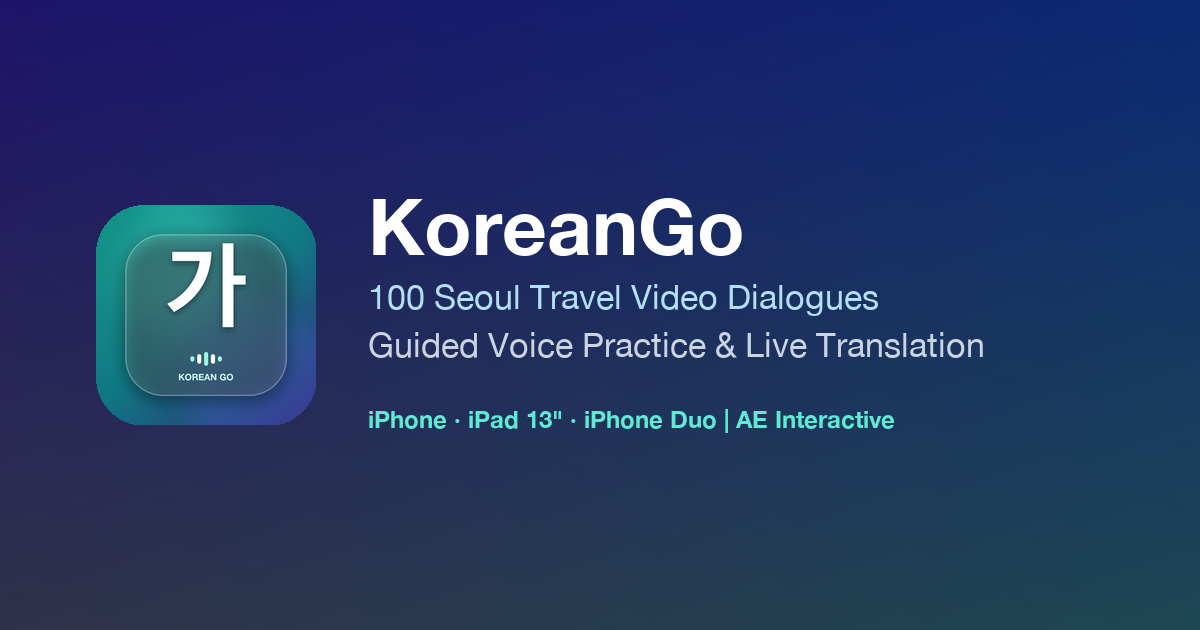 가
KOREAN GO
KoreanGo
100 Seoul Travel Video Dialogues
Guided Voice Practice & Live Translation
iPhone · iPad 13" · iPhone Duo | AE Interactive